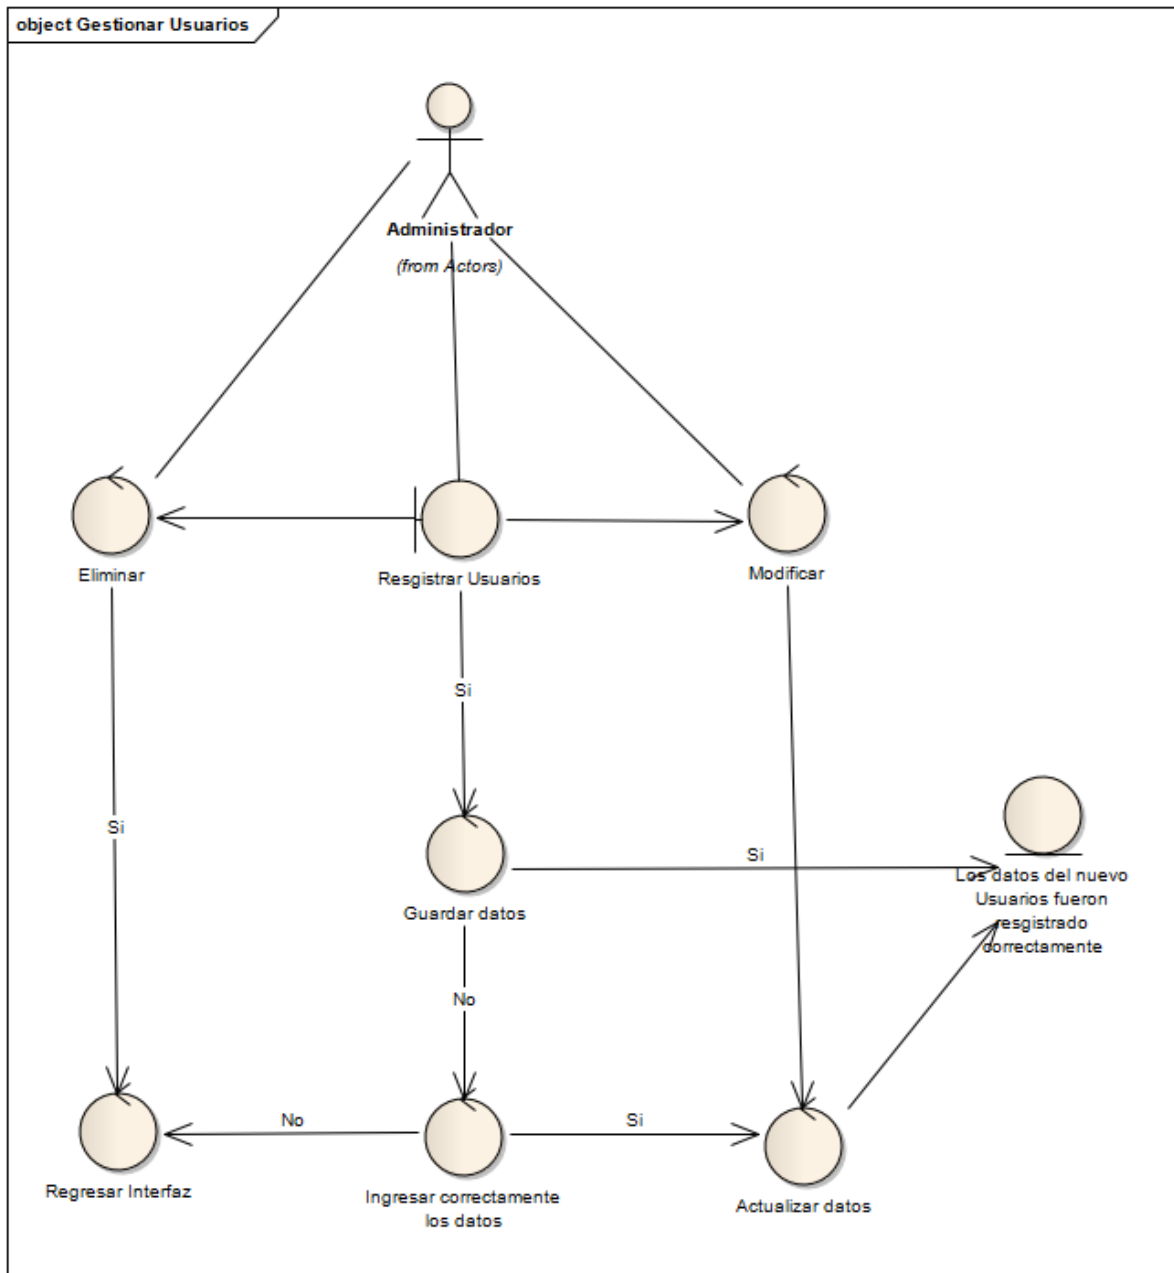 object Gestionar Usuarios
Administrador
(from Actors)
Eliminar
Resgistrar Usuarios
Modificar
Si
Si
Si
Guardar datos
Los datos del nuevo
Usuarios fueron
resgistrado
correctamente
No
No
Si
Regresar Interfaz
Ingresar correctamente
los datos
Actualizar datos